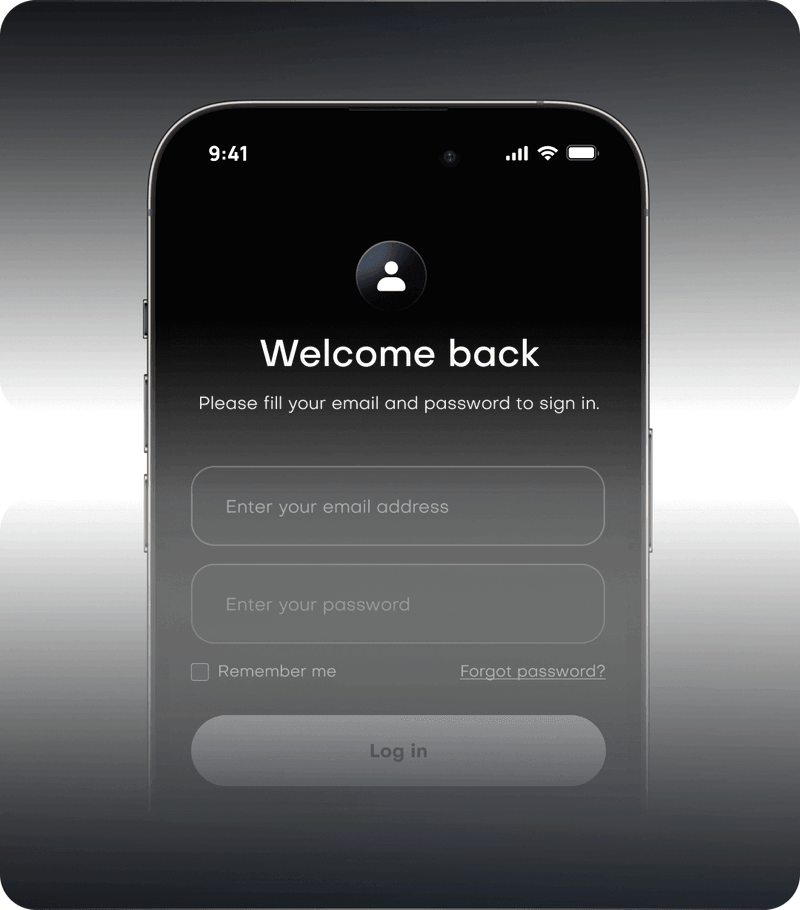 9:41
Welcome back
Please fill your email and password to sign in.
Enter your email address
Enter your password
Remember me
Forgot password?
Log in